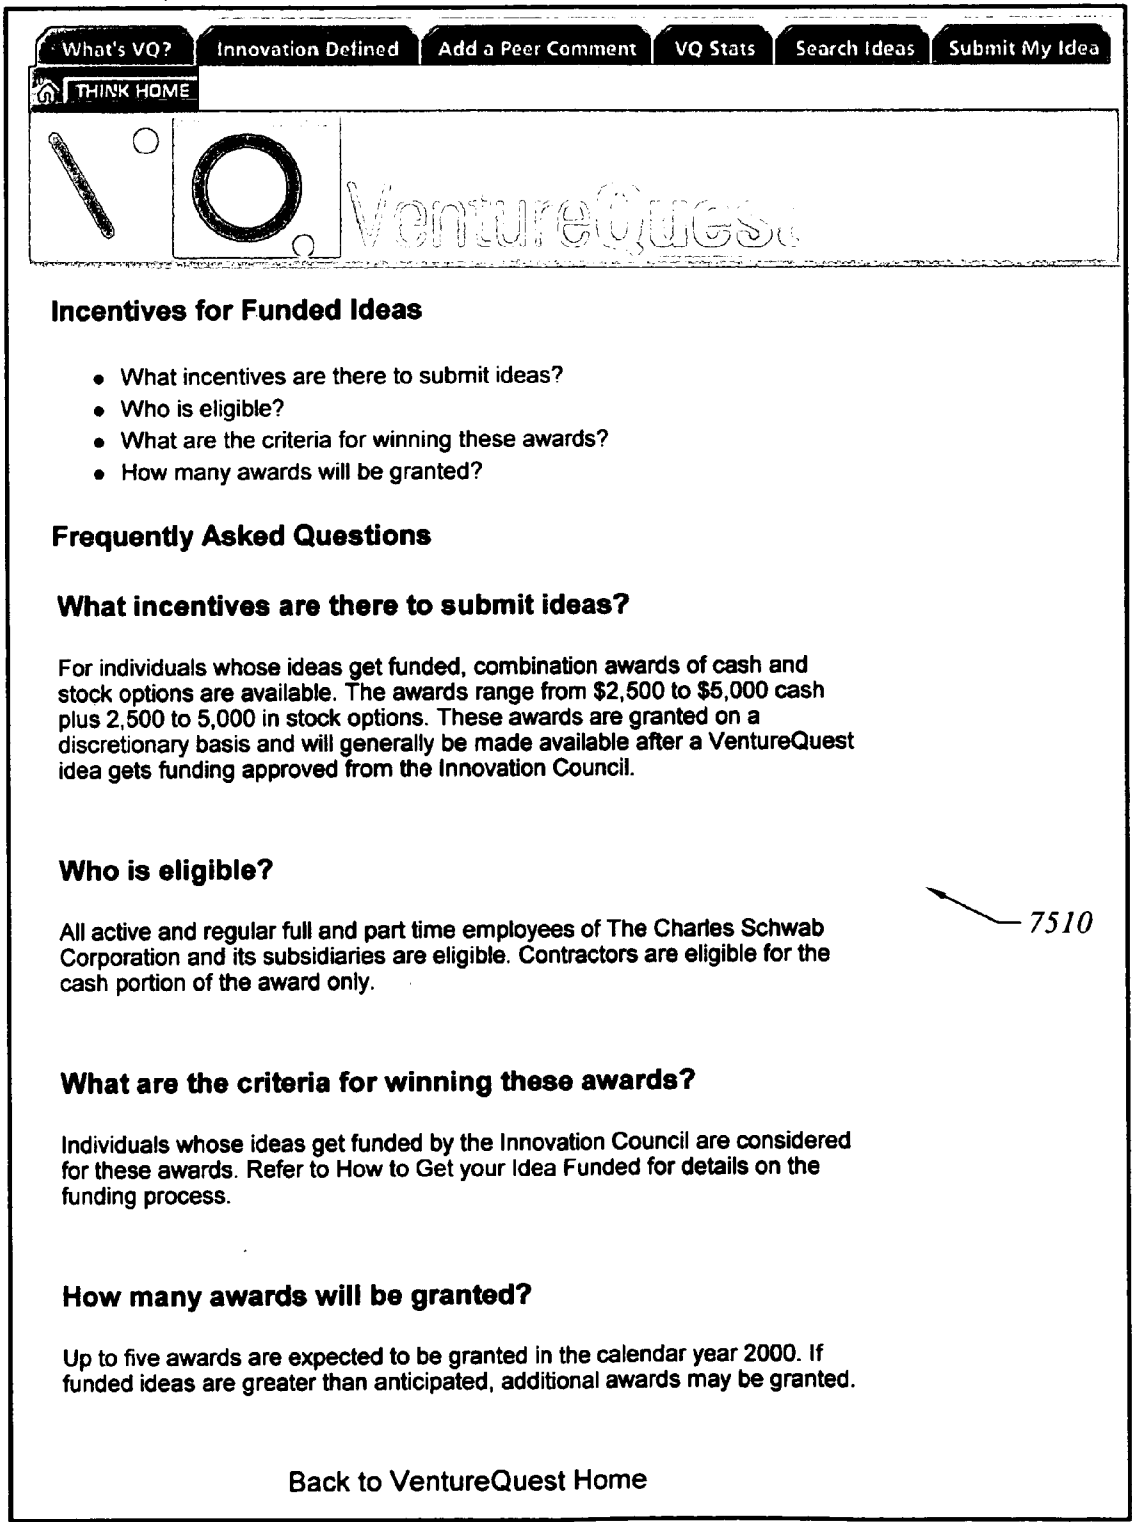 What's VQ? Innovation Defined Add a Peer Comment VQ Stats Search Ideas Submit My Idea
THINK HOME
VentureQuest
Incentives for Funded Ideas
• What incentives are there to submit ideas?
• Who is eligible?
• What are the criteria for winning these awards?
• How many awards will be granted?
Frequently Asked Questions
What incentives are there to submit ideas?
For individuals whose ideas get funded, combination awards of cash and
stock options are available. The awards range from $2,500 to $5,000 cash
plus 2,500 to 5,000 in stock options. These awards are granted on a
discretionary basis and will generally be made available after a VentureQuest
idea gets funding approved from the Innovation Council.
Who is eligible?
7510
All active and regular full and part time employees of The Charles Schwab
Corporation and its subsidiaries are eligible. Contractors are eligible for the
cash portion of the award only.
What are the criteria for winning these awards?
Individuals whose ideas get funded by the Innovation Council are considered
for these awards. Refer to How to Get your Idea Funded for details on the
funding process.
How many awards will be granted?
Up to five awards are expected to be granted in the calendar year 2000. If
funded ideas are greater than anticipated, additional awards may be granted.
Back to VentureQuest Home